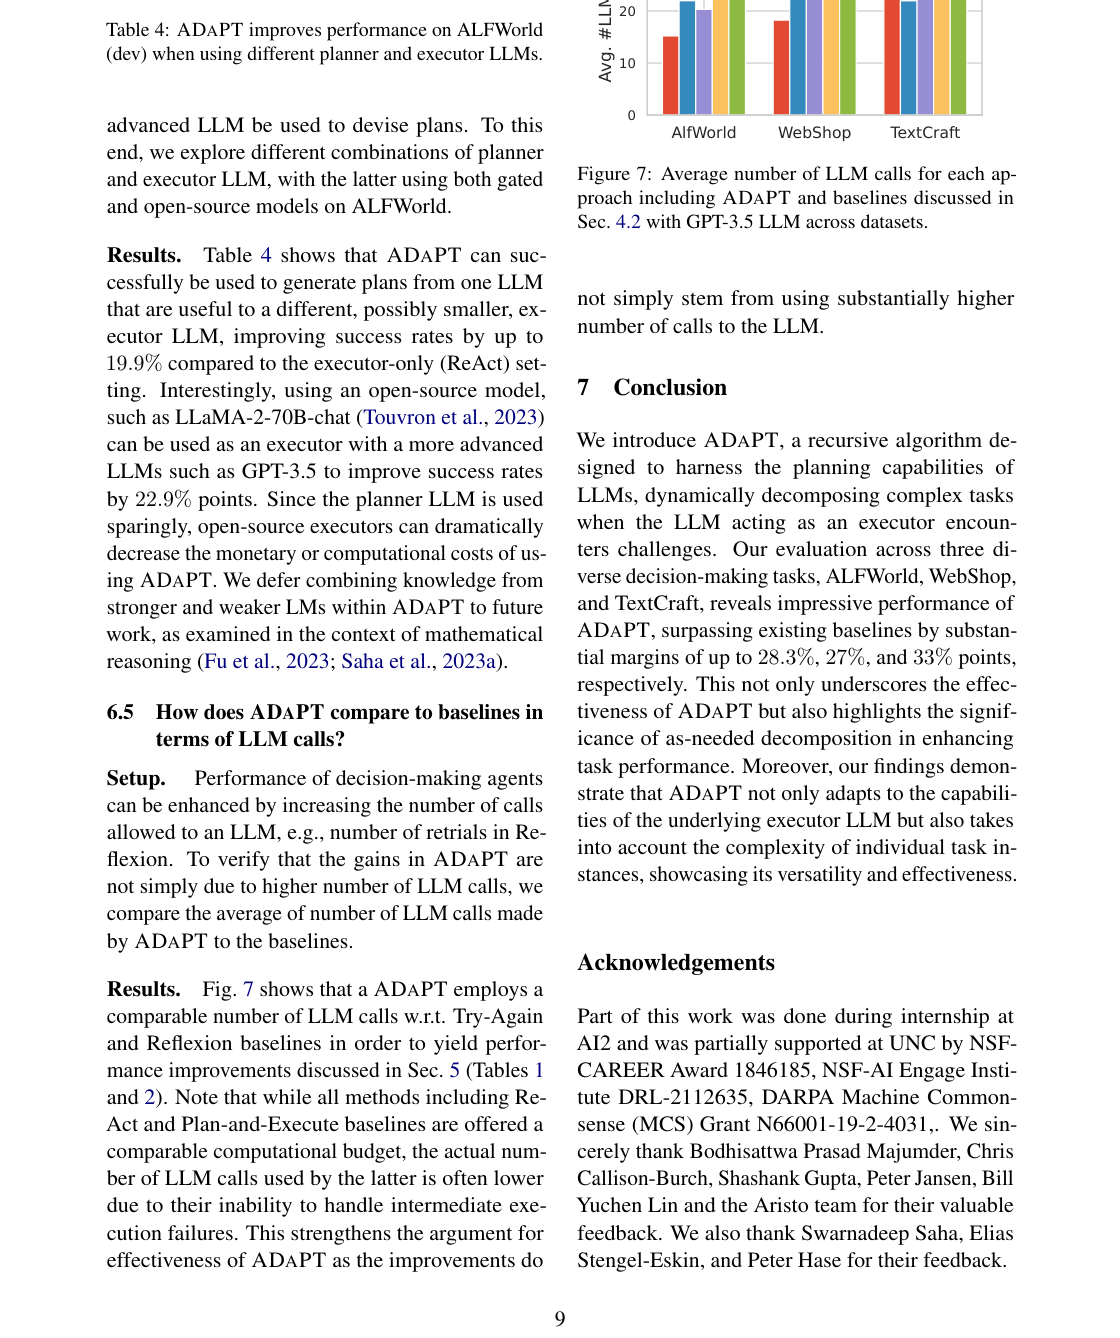 Table 4: ADAPT improves performance on ALFWorld
(dev) when using different planner and executor LLMs.
advanced LLM be used to devise plans. To this
end, we explore different combinations of planner
and executor LLM, with the latter using both gated
and open-source models on ALFWorld.
Results. Table 4 shows that ADAPT can suc-
cessfully be used to generate plans from one LLM
that are useful to a different, possibly smaller, ex-
ecutor LLM, improving success rates by up to
19.9% compared to the executor-only (ReAct) set-
ting. Interestingly, using an open-source model,
such as LLaMA-2-70B-chat (Touvron et al., 2023)
can be used as an executor with a more advanced
LLMs such as GPT-3.5 to improve success rates
by 22.9% points. Since the planner LLM is used
sparingly, open-source executors can dramatically
decrease the monetary or computational costs of us-
ing ADAPT. We defer combining knowledge from
stronger and weaker LMs within ADAPT to future
work, as examined in the context of mathematical
reasoning (Fu et al., 2023; Saha et al., 2023a).
6.5 How does ADAPT compare to baselines in
terms of LLM calls?
Setup. Performance of decision-making agents
can be enhanced by increasing the number of calls
allowed to an LLM, e.g., number of retrials in Re-
flexion. To verify that the gains in ADAPT are
not simply due to higher number of LLM calls, we
compare the average of number of LLM calls made
by ADAPT to the baselines.
Results. Fig. 7 shows that a ADAPT employs a
comparable number of LLM calls w.r.t. Try-Again
and Reflexion baselines in order to yield perfor-
mance improvements discussed in Sec. 5 (Tables 1
and 2). Note that while all methods including Re-
Act and Plan-and-Execute baselines are offered a
comparable computational budget, the actual num-
ber of LLM calls used by the latter is often lower
due to their inability to handle intermediate exe-
cution failures. This strengthens the argument for
effectiveness of ADAPT as the improvements do
Avg. #LLM
20
10
0
AlfWorld WebShop TextCraft
Figure 7: Average number of LLM calls for each ap-
proach including ADAPT and baselines discussed in
Sec. 4.2 with GPT-3.5 LLM across datasets.
not simply stem from using substantially higher
number of calls to the LLM.
7 Conclusion
We introduce ADAPT, a recursive algorithm de-
signed to harness the planning capabilities of
LLMs, dynamically decomposing complex tasks
when the LLM acting as an executor encoun-
ters challenges. Our evaluation across three di-
verse decision-making tasks, ALFWorld, WebShop,
and TextCraft, reveals impressive performance of
ADAPT, surpassing existing baselines by substan-
tial margins of up to 28.3%, 27%, and 33% points,
respectively. This not only underscores the effec-
tiveness of ADAPT but also highlights the signif-
icance of as-needed decomposition in enhancing
task performance. Moreover, our findings demon-
strate that ADAPT not only adapts to the capabili-
ties of the underlying executor LLM but also takes
into account the complexity of individual task in-
stances, showcasing its versatility and effectiveness.
Acknowledgements
Part of this work was done during internship at
AI2 and was partially supported at UNC by NSF-
CAREER Award 1846185, NSF-AI Engage Insti-
tute DRL-2112635, DARPA Machine Common-
sense (MCS) Grant N66001-19-2-4031,. We sin-
cerely thank Bodhisattwa Prasad Majumder, Chris
Callison-Burch, Shashank Gupta, Peter Jansen, Bill
Yuchen Lin and the Aristo team for their valuable
feedback. We also thank Swarnadeep Saha, Elias
Stengel-Eskin, and Peter Hase for their feedback.
9